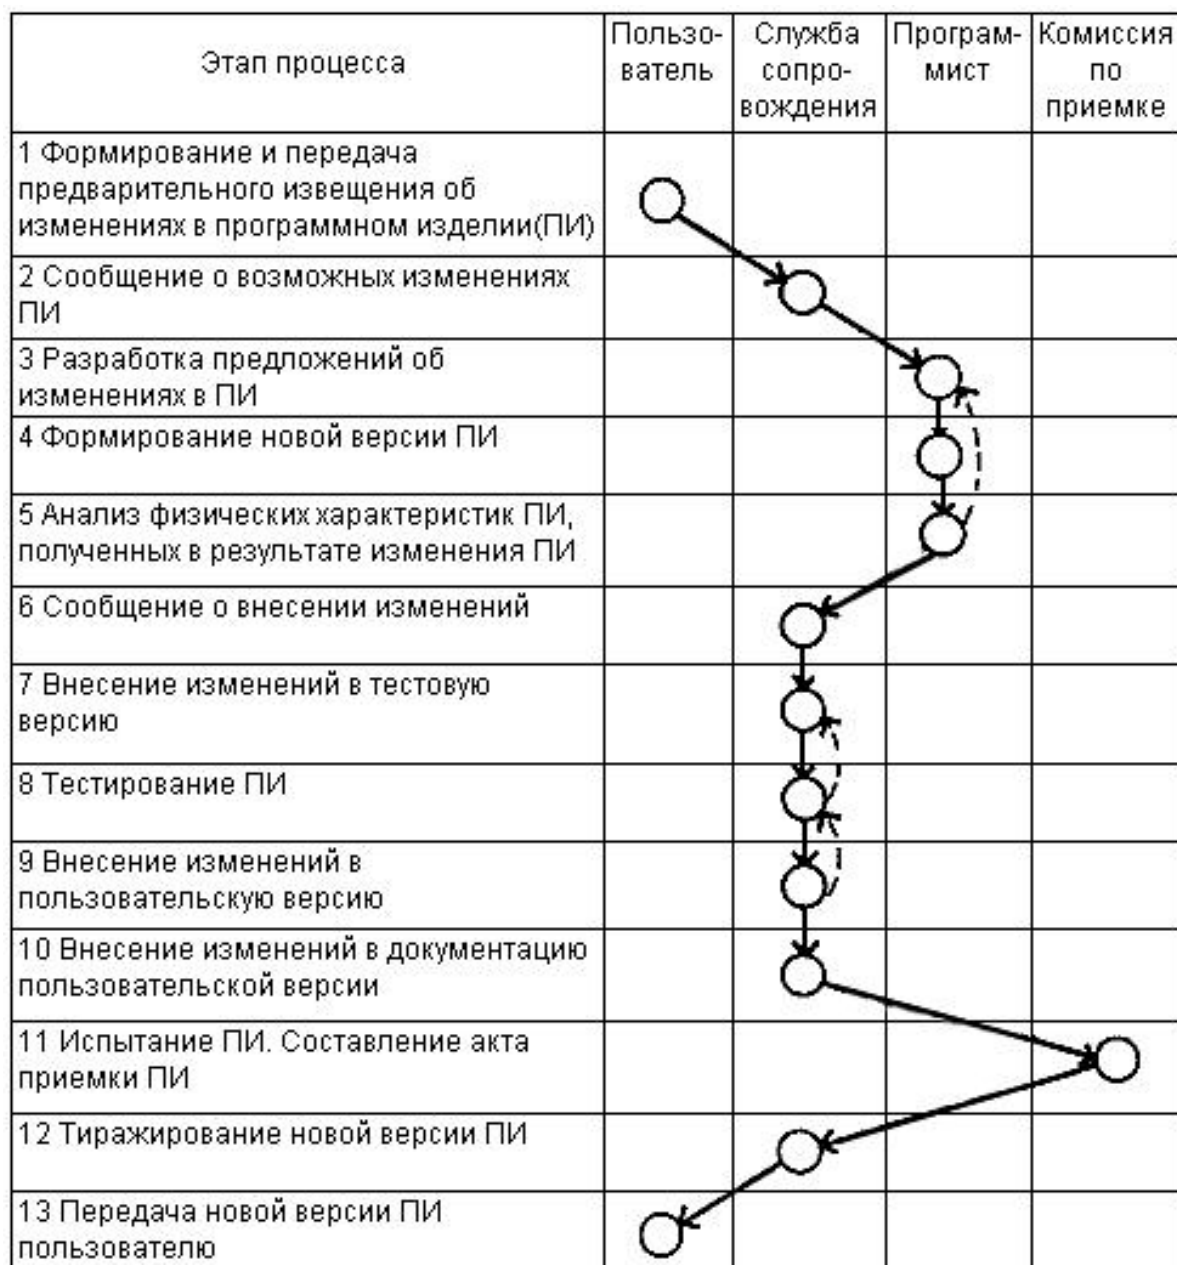 Этап процесса
Пользо-
ватель
Служба
сопро-
вождения
Програм-
мист
Комиссия
по
приемке
1 Формирование и передача
предварительного извещения об
изменениях в программном изделии(ПИ)
2 Сообщение о возможных изменениях
ПИ
3 Разработка предложений об
изменениях в ПИ
4 Формирование новой версии ПИ
5 Анализ физических характеристик ПИ,
полученных в результате изменения ПИ
6 Сообщение о внесении изменений
7 Внесение изменений в тестовую
версию
8 Тестирование ПИ
9 Внесение изменений в
пользовательскую версию
10 Внесение изменений в документацию
пользовательской версии
11 Испытание ПИ. Составление акта
приемки ПИ
12 Тиражирование новой версии ПИ
13 Передача новой версии ПИ
пользователю